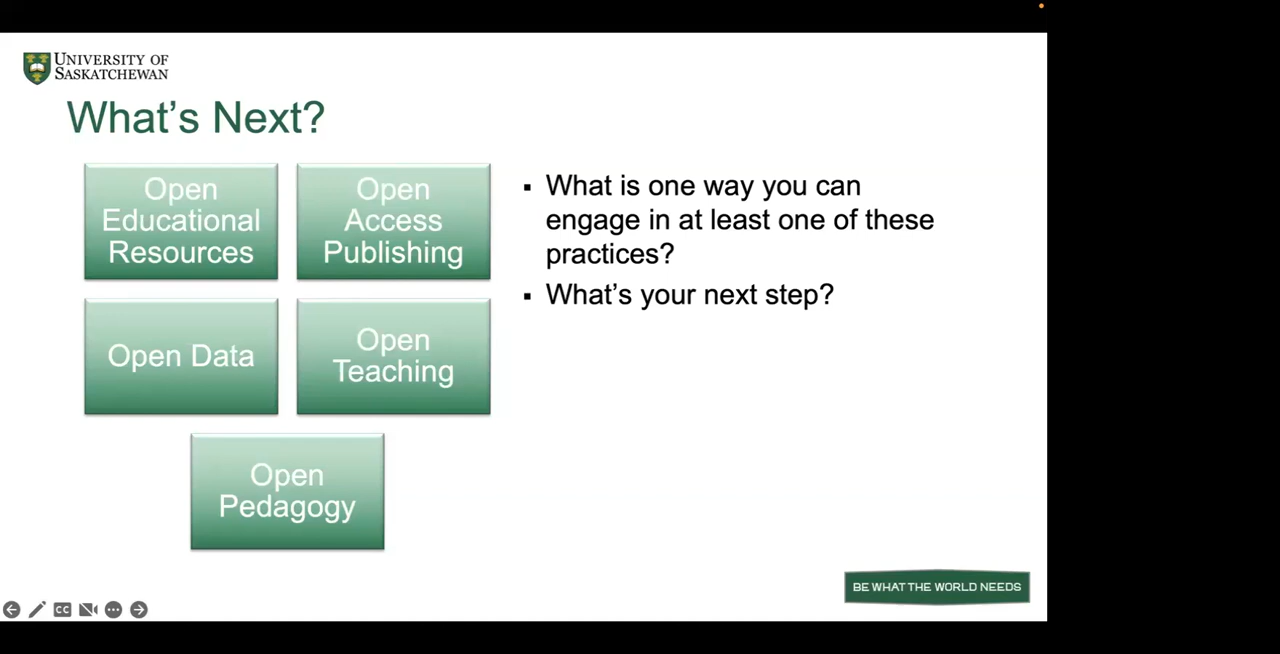 UNIVERSITY OF
SASKATCHEWAN
What's Next?
Open
Educational
Resources
Open
Access
Publishing
Open Data
Open
Teaching
Open
Pedagogy
▪ What is one way you can
engage in at least one of these
practices?
▪ What's your next step?
BE WHAT THE WORLD NEEDS
CC